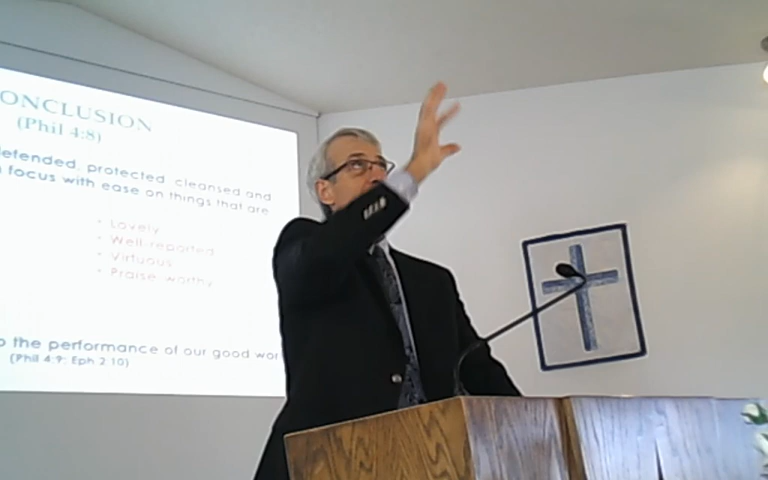 ONCLUSION
(Phil 4:8)
defended, protected, cleansed and
focus with ease on things that are
• Lovely
• Well-reported
• Virtuous
• Praise-worthy
o the performance of our good wor
(Phil 4:9; Eph 2:10)